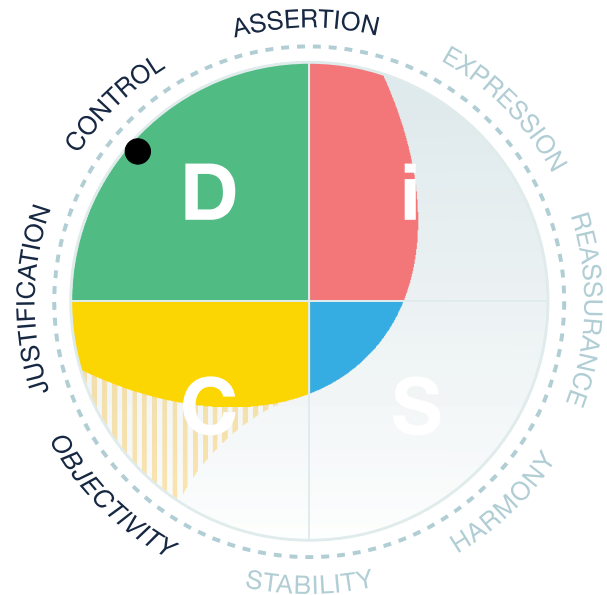 ASSERTION
EXPRESSION
CONTROL
D
i
REASSURANCE
JUSTIFICATION
C
S
OBJECTIVITY
HARMONY
STABILITY